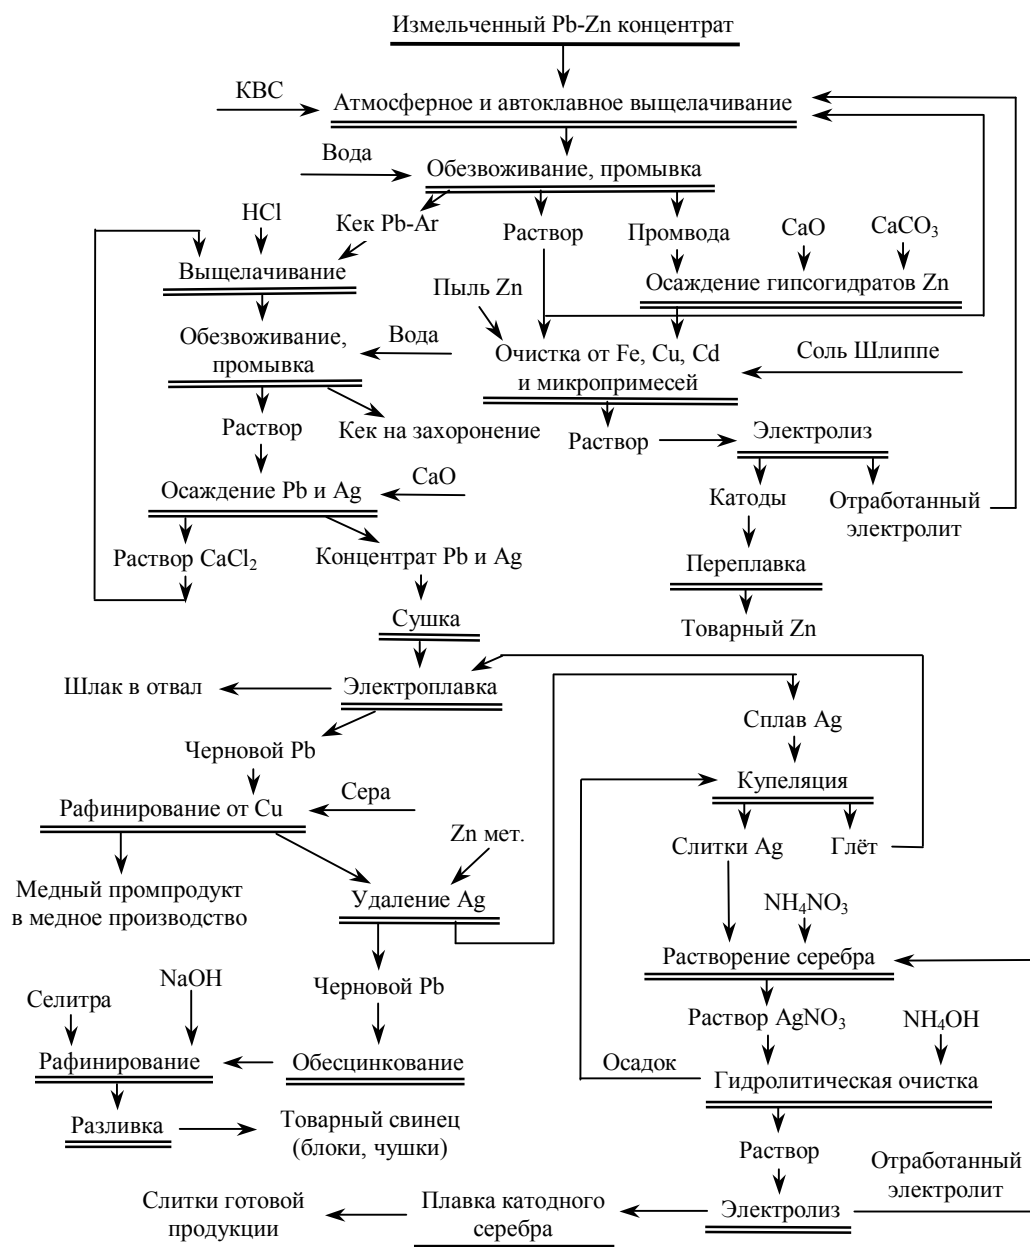 Измельченный Pb-Zn концентрат
КВС
Атмосферное и автоклавное выщелачивание
Вода
Обезвоживание, промывка
HCl
Кек Pb-Ar
Раствор
Промвода
CaO
CaCO3
Выщелачивание
Пыль Zn
Осаждение гипсогидратов Zn
Обезвоживание,
промывка
Вода
Очистка от Fe, Cu, Cd
и микропримесей
Соль Шлиппе
Раствор
Кек на захоронение
Раствор
Электролиз
Осаждение Pb и Ag
CaO
Катоды
Отработанный
электролит
Раствор CaCl2
Концентрат Pb и Ag
Переплавка
Сушка
Товарный Zn
Шлак в отвал
Электроплавка
Сплав Ag
Черновой Pb
Купеляция
Рафинирование от Cu
Сера
Zn мет.
Слитки Ag
Глёт
Медный промпродукт
в медное производство
Удаление Ag
NH4NO3
Растворение серебра
Селитра
NaOH
Черновой Pb
Раствор AgNO3
NH4OH
Рафинирование
Обесцинкование
Осадок
Гидролитическая очистка
Разливка
Товарный свинец
(блоки, чушки)
Раствор
Отработанный
электролит
Слитки готовой
продукции
Плавка катодного
серебра
Электролиз